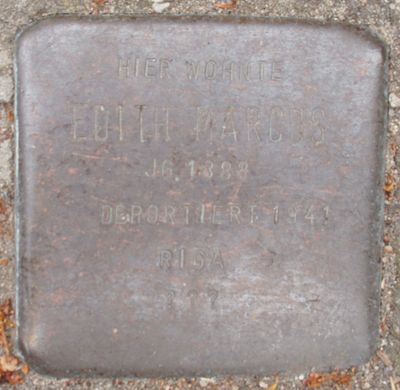 HIER WOHNTE
EDITH MARCUS
JG. 1888
DEPORTIERT 1941
RIGA
???